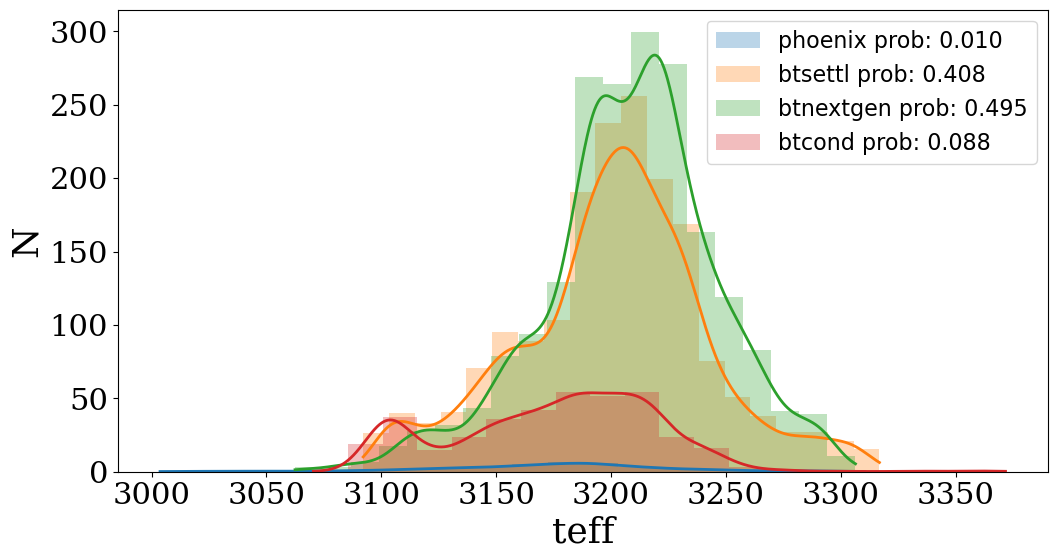 300
250
200
150
100
50
0
N
phoenix prob: 0.010
btsettl prob: 0.408
btnextgen prob: 0.495
btcond prob: 0.088
3000 3050 3100 3150 3200 3250 3300 3350
teff